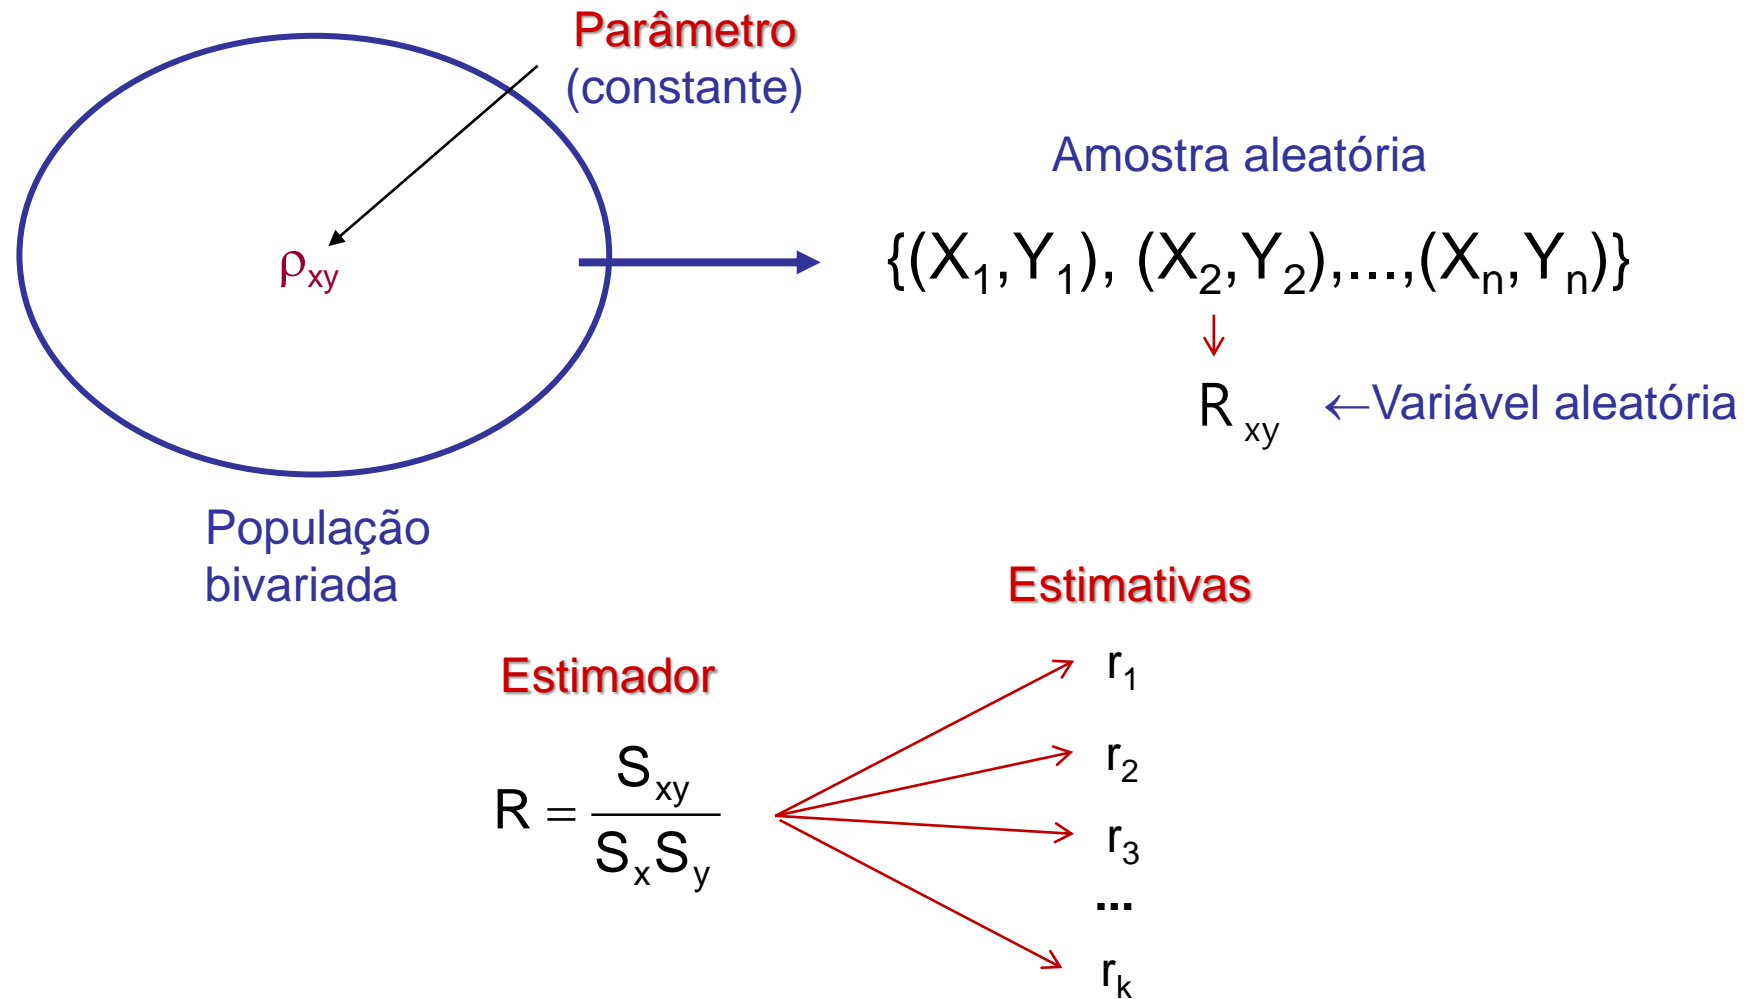 Parâmetro
(constante)
Amostra aleatória
ρxy
{(X1,Y1), (X2,Y2),...,(Xn,Yn)}
Rxy ←Variável aleatória
População
bivariada
Estimativas
Estimador
r1
r2
R = Sxy / SxSy
r3
...
rk